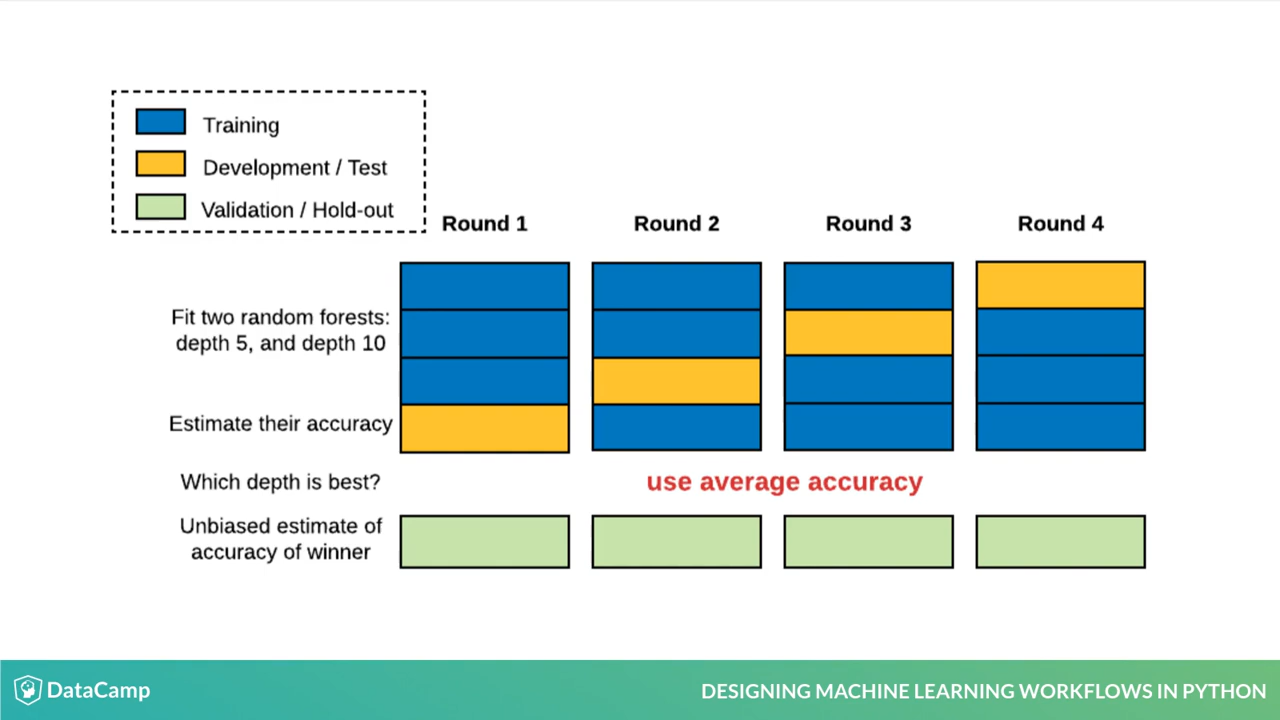 Training
Development / Test
Validation / Hold-out
Round 1
Round 2
Round 3
Round 4
Fit two random forests:
depth 5, and depth 10
Estimate their accuracy
Which depth is best?
use average accuracy
Unbiased estimate of
accuracy of winner
DataCamp
DESIGNING MACHINE LEARNING WORKFLOWS IN PYTHON